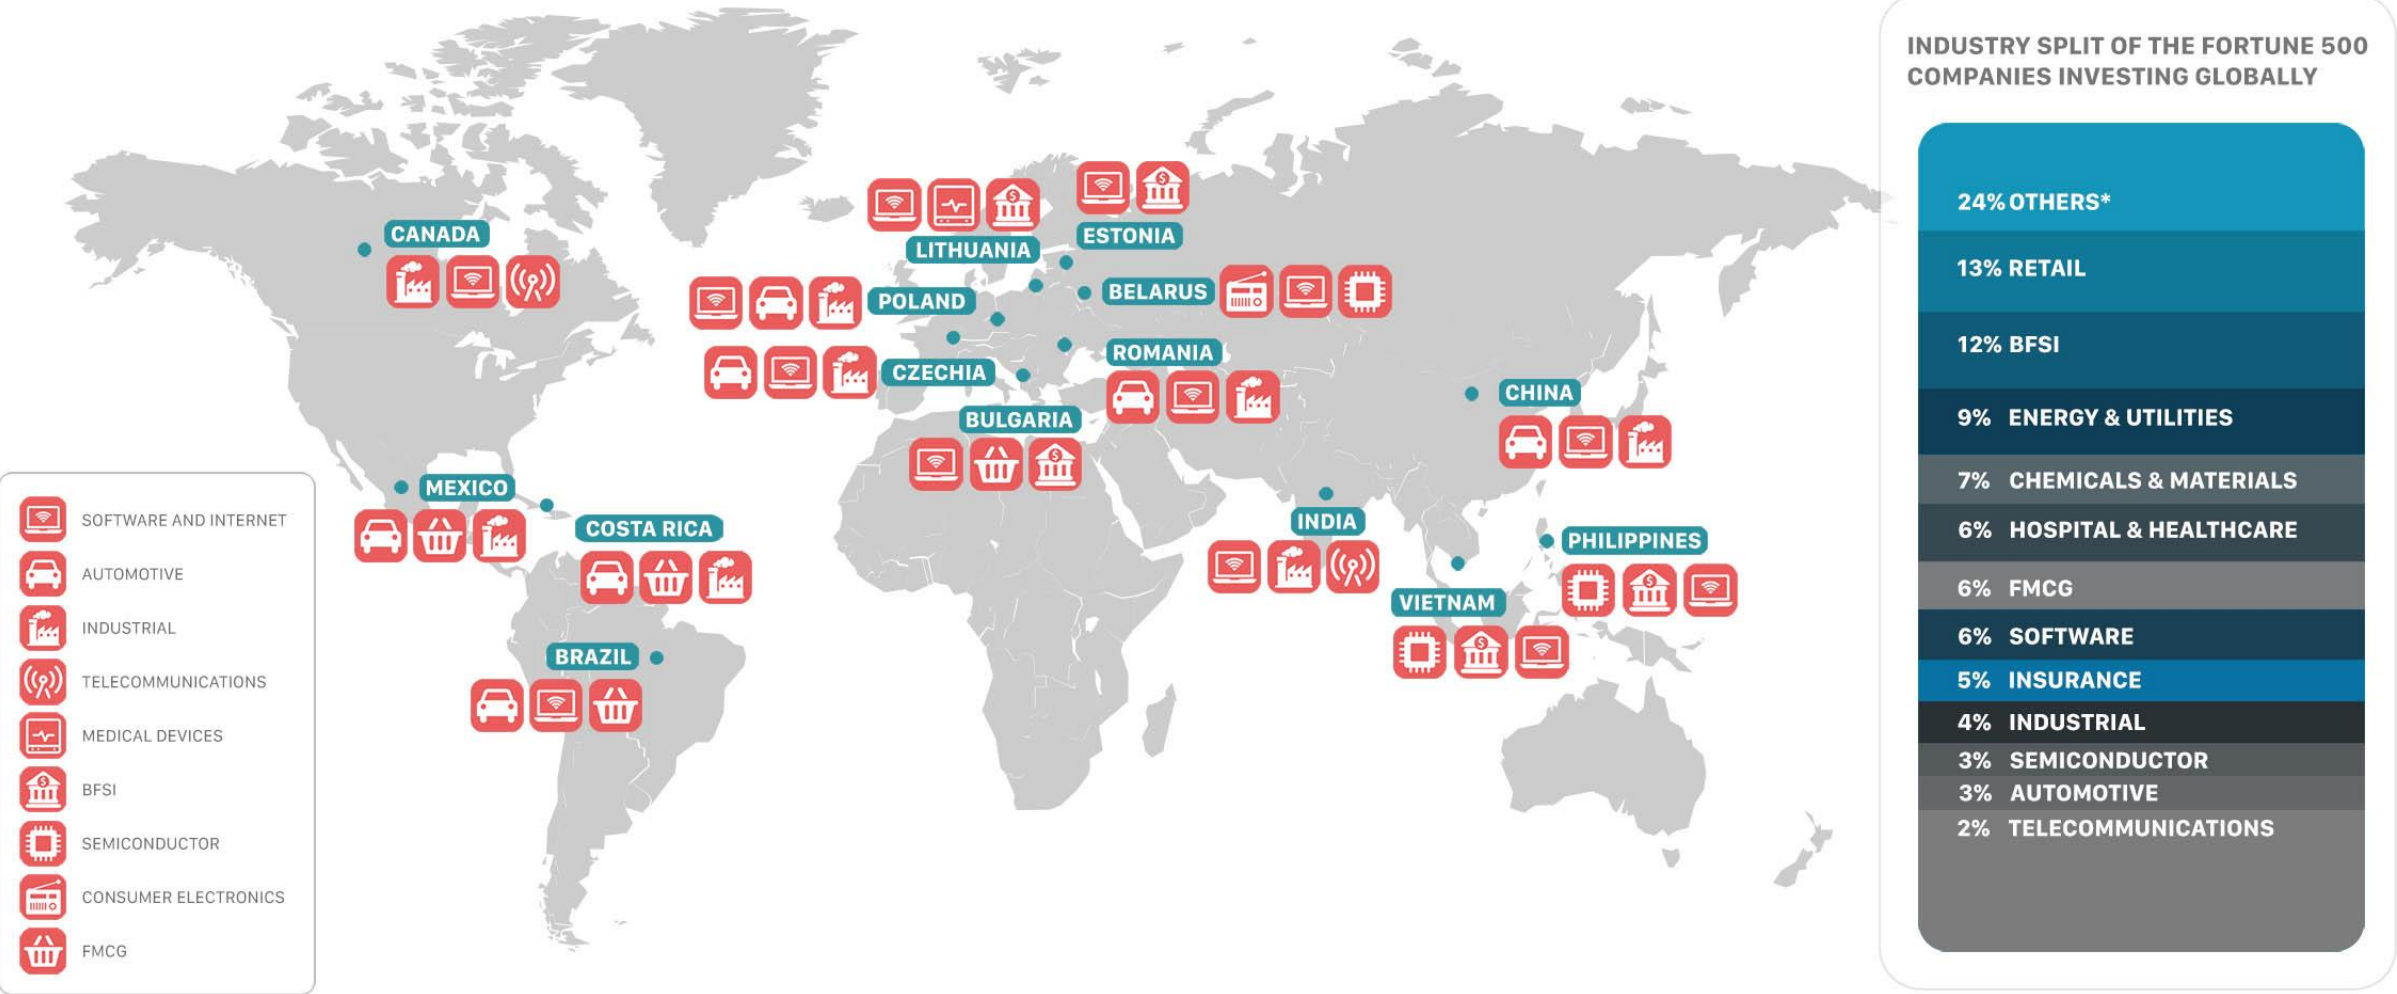 INDUSTRY SPLIT OF THE FORTUNE 500
COMPANIES INVESTING GLOBALLY
24% OTHERS*
13% RETAIL
12% BFSI
9% ENERGY & UTILITIES
7% CHEMICALS & MATERIALS
6% HOSPITAL & HEALTHCARE
6% FMCG
6% SOFTWARE
5% INSURANCE
4% INDUSTRIAL
3% SEMICONDUCTOR
3% AUTOMOTIVE
2% TELECOMMUNICATIONS
CANADA
LITHUANIA
ESTONIA
POLAND
BELARUS
CZECHIA
ROMANIA
BULGARIA
CHINA
MEXICO
COSTA RICA
INDIA
PHILIPPINES
VIETNAM
BRAZIL
SOFTWARE AND INTERNET
AUTOMOTIVE
INDUSTRIAL
TELECOMMUNICATIONS
MEDICAL DEVICES
BFSI
SEMICONDUCTOR
CONSUMER ELECTRONICS
FMCG